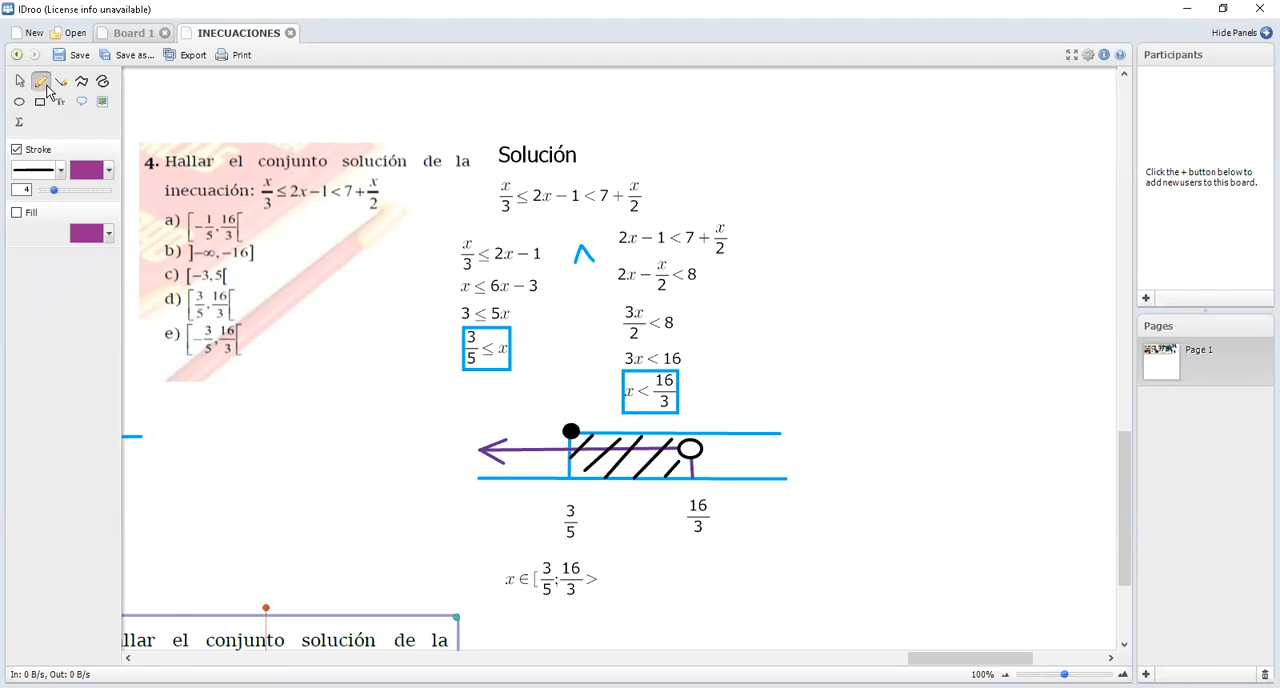 IDroo (License info unavailable)
New Open Board 1 INECUACIONES Hide Panels
Save Save as... Export Print
Participants
Click the + button below to
add new users to this board.
Pages
Page 1
Tr
Σ
Stroke
4
Fill
4. Hallar el conjunto solución de la
inecuación: x/3 ≤ 2x−1 < 7 + x/2
a) [−1/5, 16/3[
b) ]−∞, −16]
c) [−3, 5[
d) [3/5, 16/3[
e) [−3/5, 16/3[
Solución
x/3 ≤ 2x − 1 < 7 + x/2
x/3 ≤ 2x − 1
x ≤ 6x − 3
3 ≤ 5x
3/5 ≤ x
∧
2x − 1 < 7 + x/2
2x − x/2 < 8
3x/2 < 8
3x < 16
x < 16/3
3/5 16/3
x ∈ [3/5; 16/3 >
llar el conjunto solución de la
In: 0 B/s, Out: 0 B/s 100%